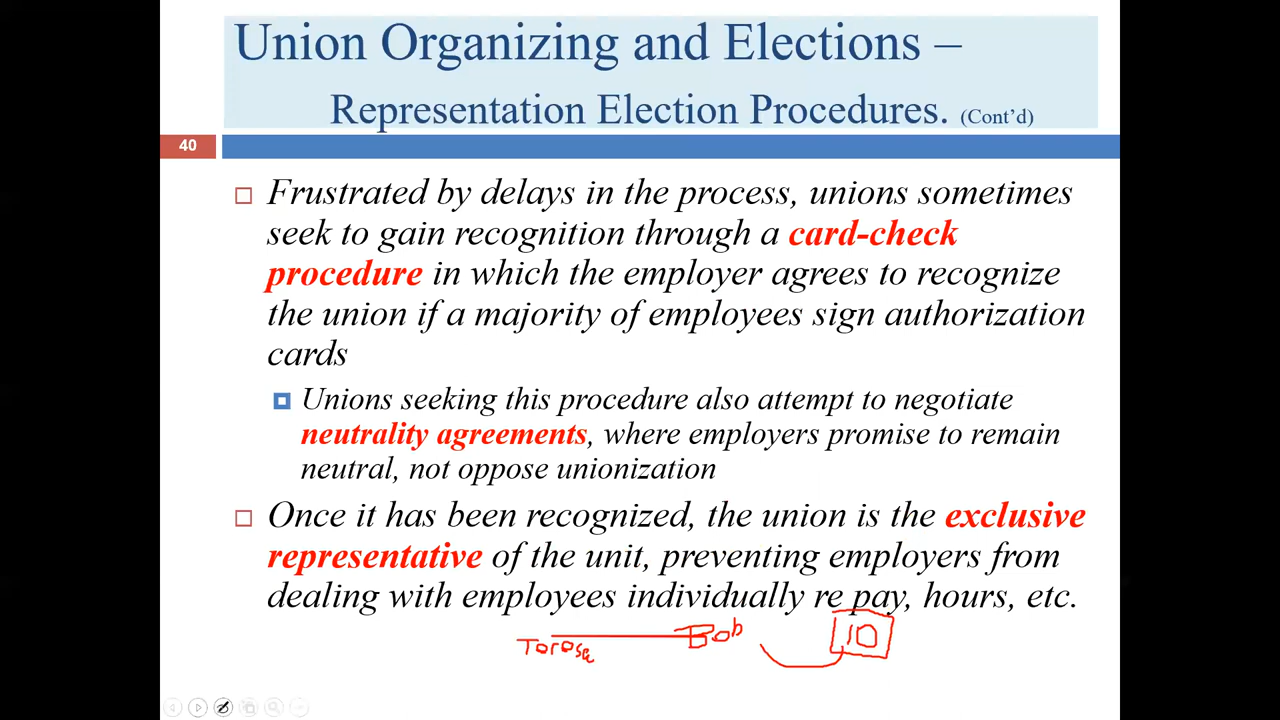 Union Organizing and Elections –
Representation Election Procedures. (Cont’d)
40
Frustrated by delays in the process, unions sometimes
seek to gain recognition through a card-check
procedure in which the employer agrees to recognize
the union if a majority of employees sign authorization
cards
Unions seeking this procedure also attempt to negotiate
neutrality agreements, where employers promise to remain
neutral, not oppose unionization
Once it has been recognized, the union is the exclusive
representative of the unit, preventing employers from
dealing with employees individually re pay, hours, etc.
Bob 10